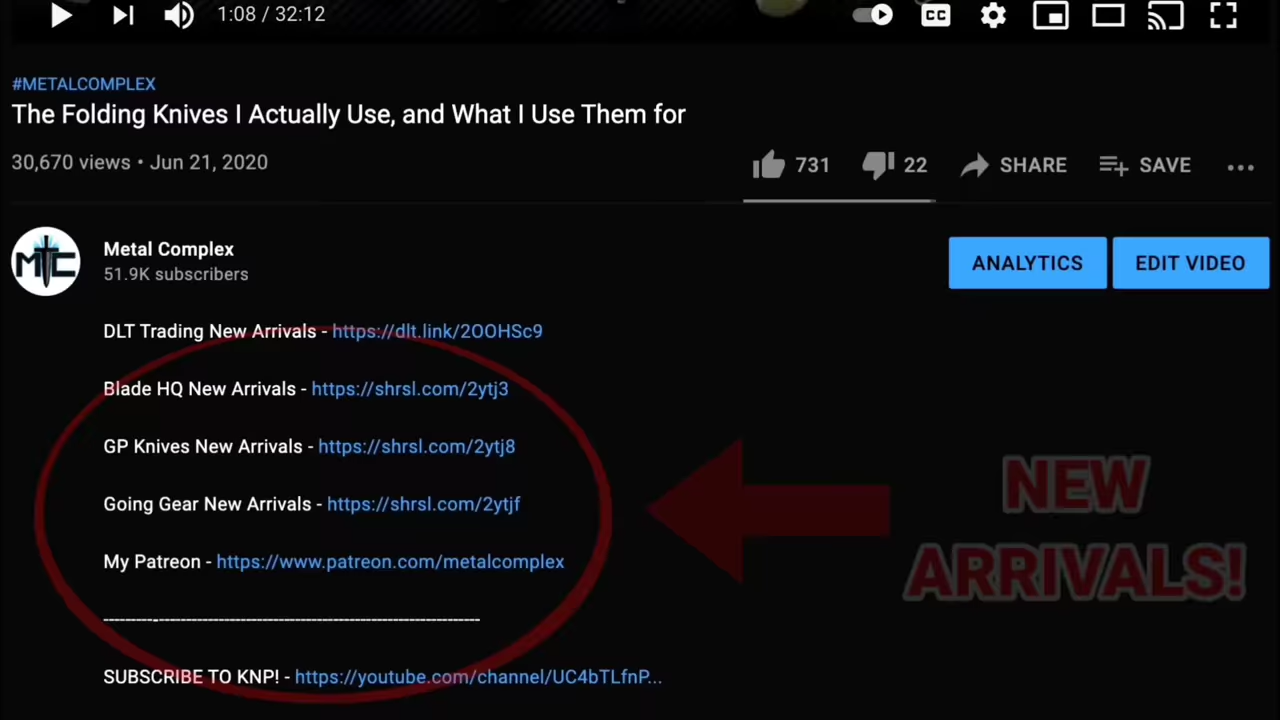 1:08 / 32:12
CC
#METALCOMPLEX
The Folding Knives I Actually Use, and What I Use Them for
30,670 views • Jun 21, 2020
731
22
SHARE
SAVE
MTC
Metal Complex
51.9K subscribers
ANALYTICS
EDIT VIDEO
DLT Trading New Arrivals - https://dlt.link/2OOHSc9
Blade HQ New Arrivals - https://shrsl.com/2ytj3
GP Knives New Arrivals - https://shrsl.com/2ytj8
Going Gear New Arrivals - https://shrsl.com/2ytjf
My Patreon - https://www.patreon.com/metalcomplex
----------------------------------------------------------------
SUBSCRIBE TO KNP! - https://youtube.com/channel/UC4bTLfnP...
NEW
ARRIVALS!